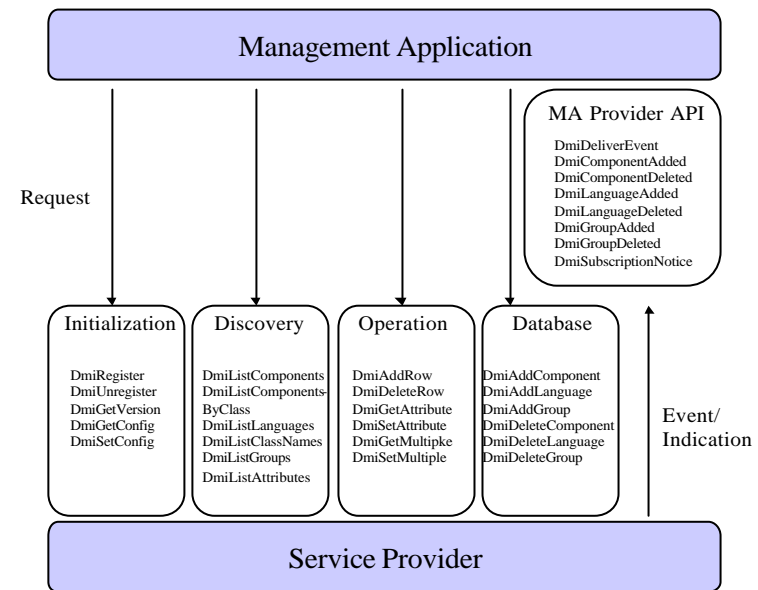 Management Application
MA Provider API
DmiDeliverEvent
DmiComponentAdded
DmiComponentDeleted
DmiLanguageAdded
DmiLanguageDeleted
DmiGroupAdded
DmiGroupDeleted
DmiSubscriptionNotice
Request
Initialization
DmiRegister
DmiUnregister
DmiGetVersion
DmiGetConfig
DmiSetConfig
Discovery
DmiListComponents
DmiListComponents-
ByClass
DmiListLanguages
DmiListClassNames
DmiListGroups
DmiListAttributes
Operation
DmiAddRow
DmiDeleteRow
DmiGetAttribute
DmiSetAttribute
DmiGetMultipke
DmiSetMultiple
Database
DmiAddComponent
DmiAddLanguage
DmiAddGroup
DmiDeleteComponent
DmiDeleteLanguage
DmiDeleteGroup
Event/
Indication
Service Provider